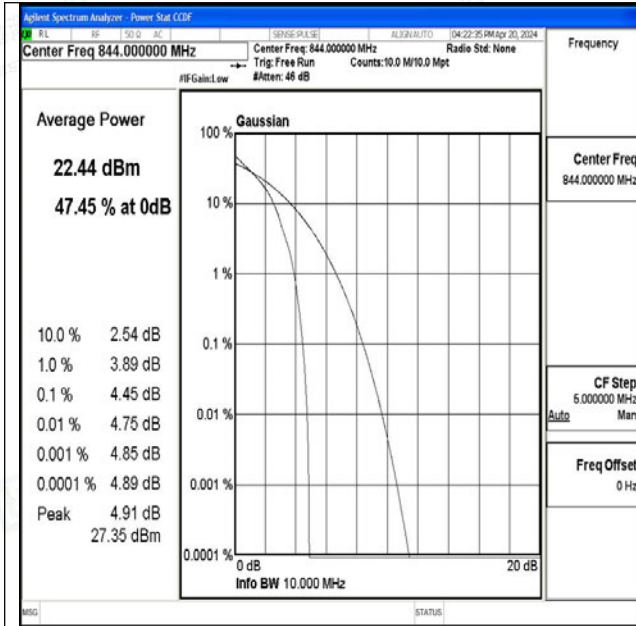 Agilent Spectrum Analyzer - Power Stat CCDF
RL RF 50 Ω AC SENSE:PULSE ALIGNAUTO 04:22:35 PM Apr 20, 2024
Center Freq 844.000000 MHz
Center Freq: 844.000000 MHz Radio Std: None
Trig: Free Run Counts:10.0 M/10.0 Mpt
#IFGain:Low #Atten: 46 dB
Frequency
Average Power
22.44 dBm
47.45 % at 0dB
10.0 % 2.54 dB
1.0 % 3.89 dB
0.1 % 4.45 dB
0.01 % 4.75 dB
0.001 % 4.85 dB
0.0001 % 4.89 dB
Peak 4.91 dB
27.35 dBm
Gaussian
100 %
10 %
1 %
0.1 %
0.01 %
0.001 %
0.0001 %
0 dB 20 dB
Info BW 10.000 MHz
Center Freq
844.000000 MHz
CF Step
5.000000 MHz
Auto Man
Freq Offset
0 Hz
MSG STATUS